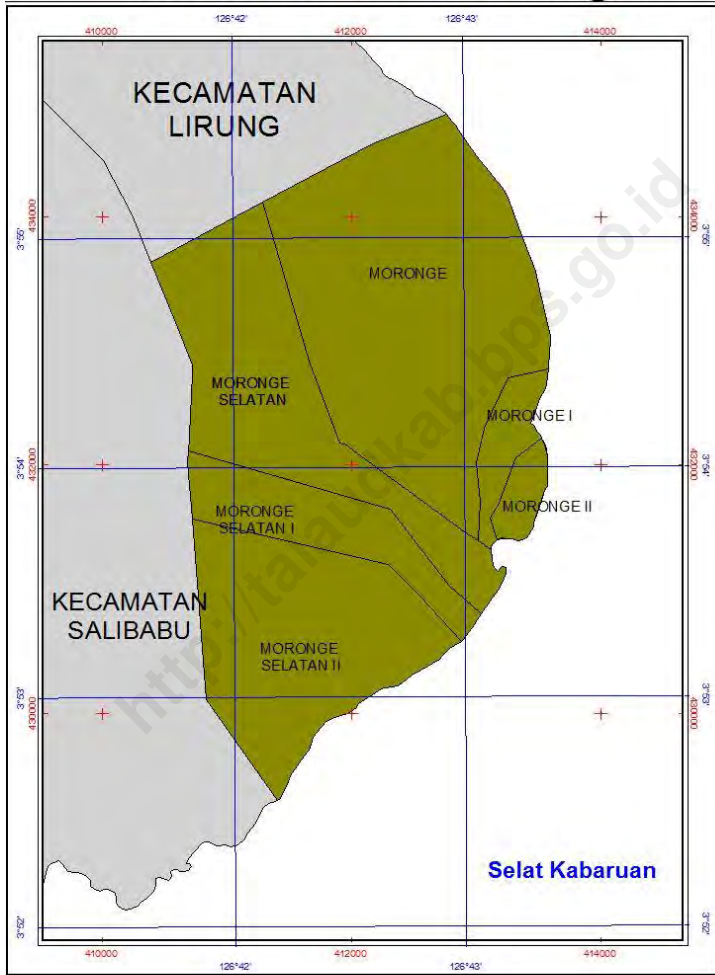 126°42'
126°43'
410000
412000
414000
KECAMATAN
LIRUNG
434000
434000
3°55'
3°55'
MORONGE
MORONGE
SELATAN
MORONGE I
3°54'
3°54'
432000
432000
MORONGE II
MORONGE
SELATAN I
KECAMATAN
SALIBABU
MORONGE
SELATAN II
3°53'
3°53'
430000
430000
Selat Kabaruan
3°52'
3°52'
410000
412000
414000
126°42'
126°43'
http://talaudkab.bps.go.id